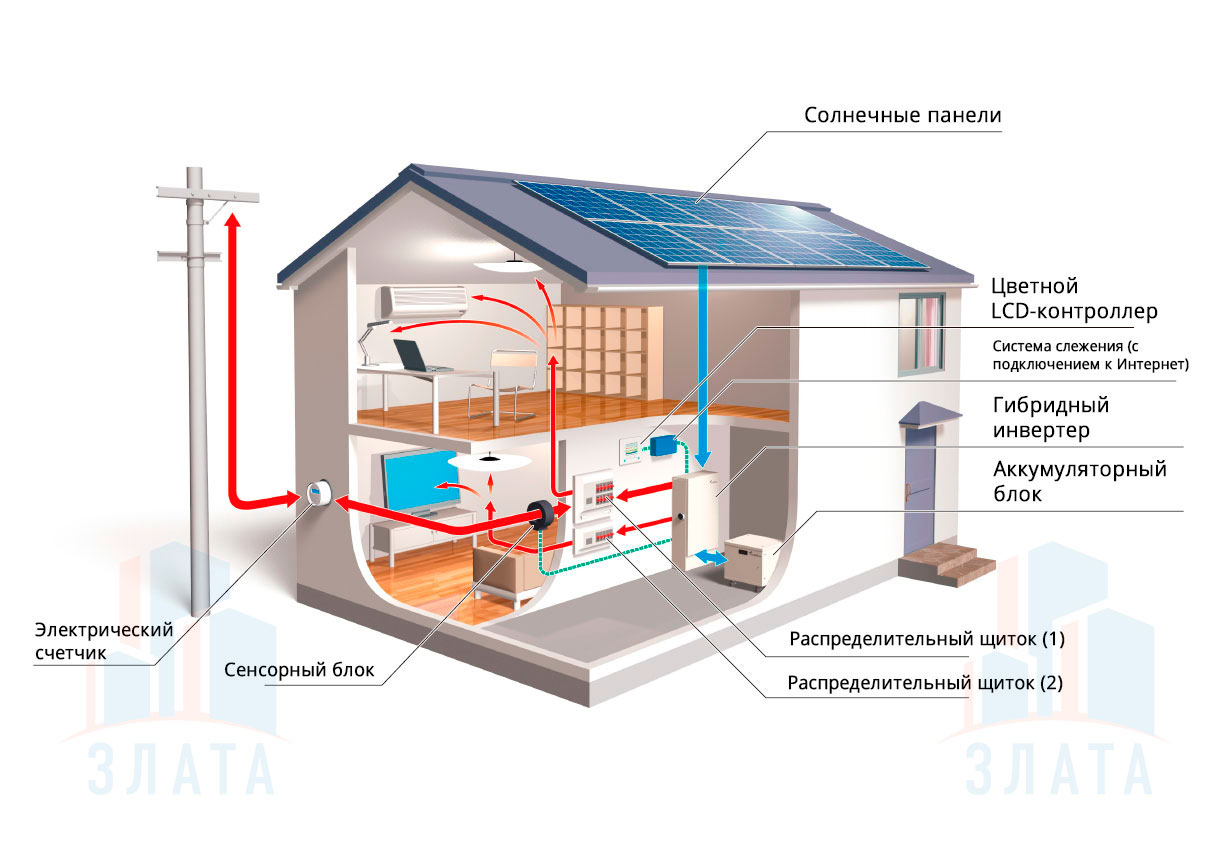 Солнечные панели
Цветной
LCD-контроллер
Система слежения (с
подключением к Интернет)
Гибридный
инвертер
Аккумуляторный
блок
Электрический
счетчик
Сенсорный блок
Распределительный щиток (1)
Распределительный щиток (2)
ЗЛАТА
ЗЛАТА